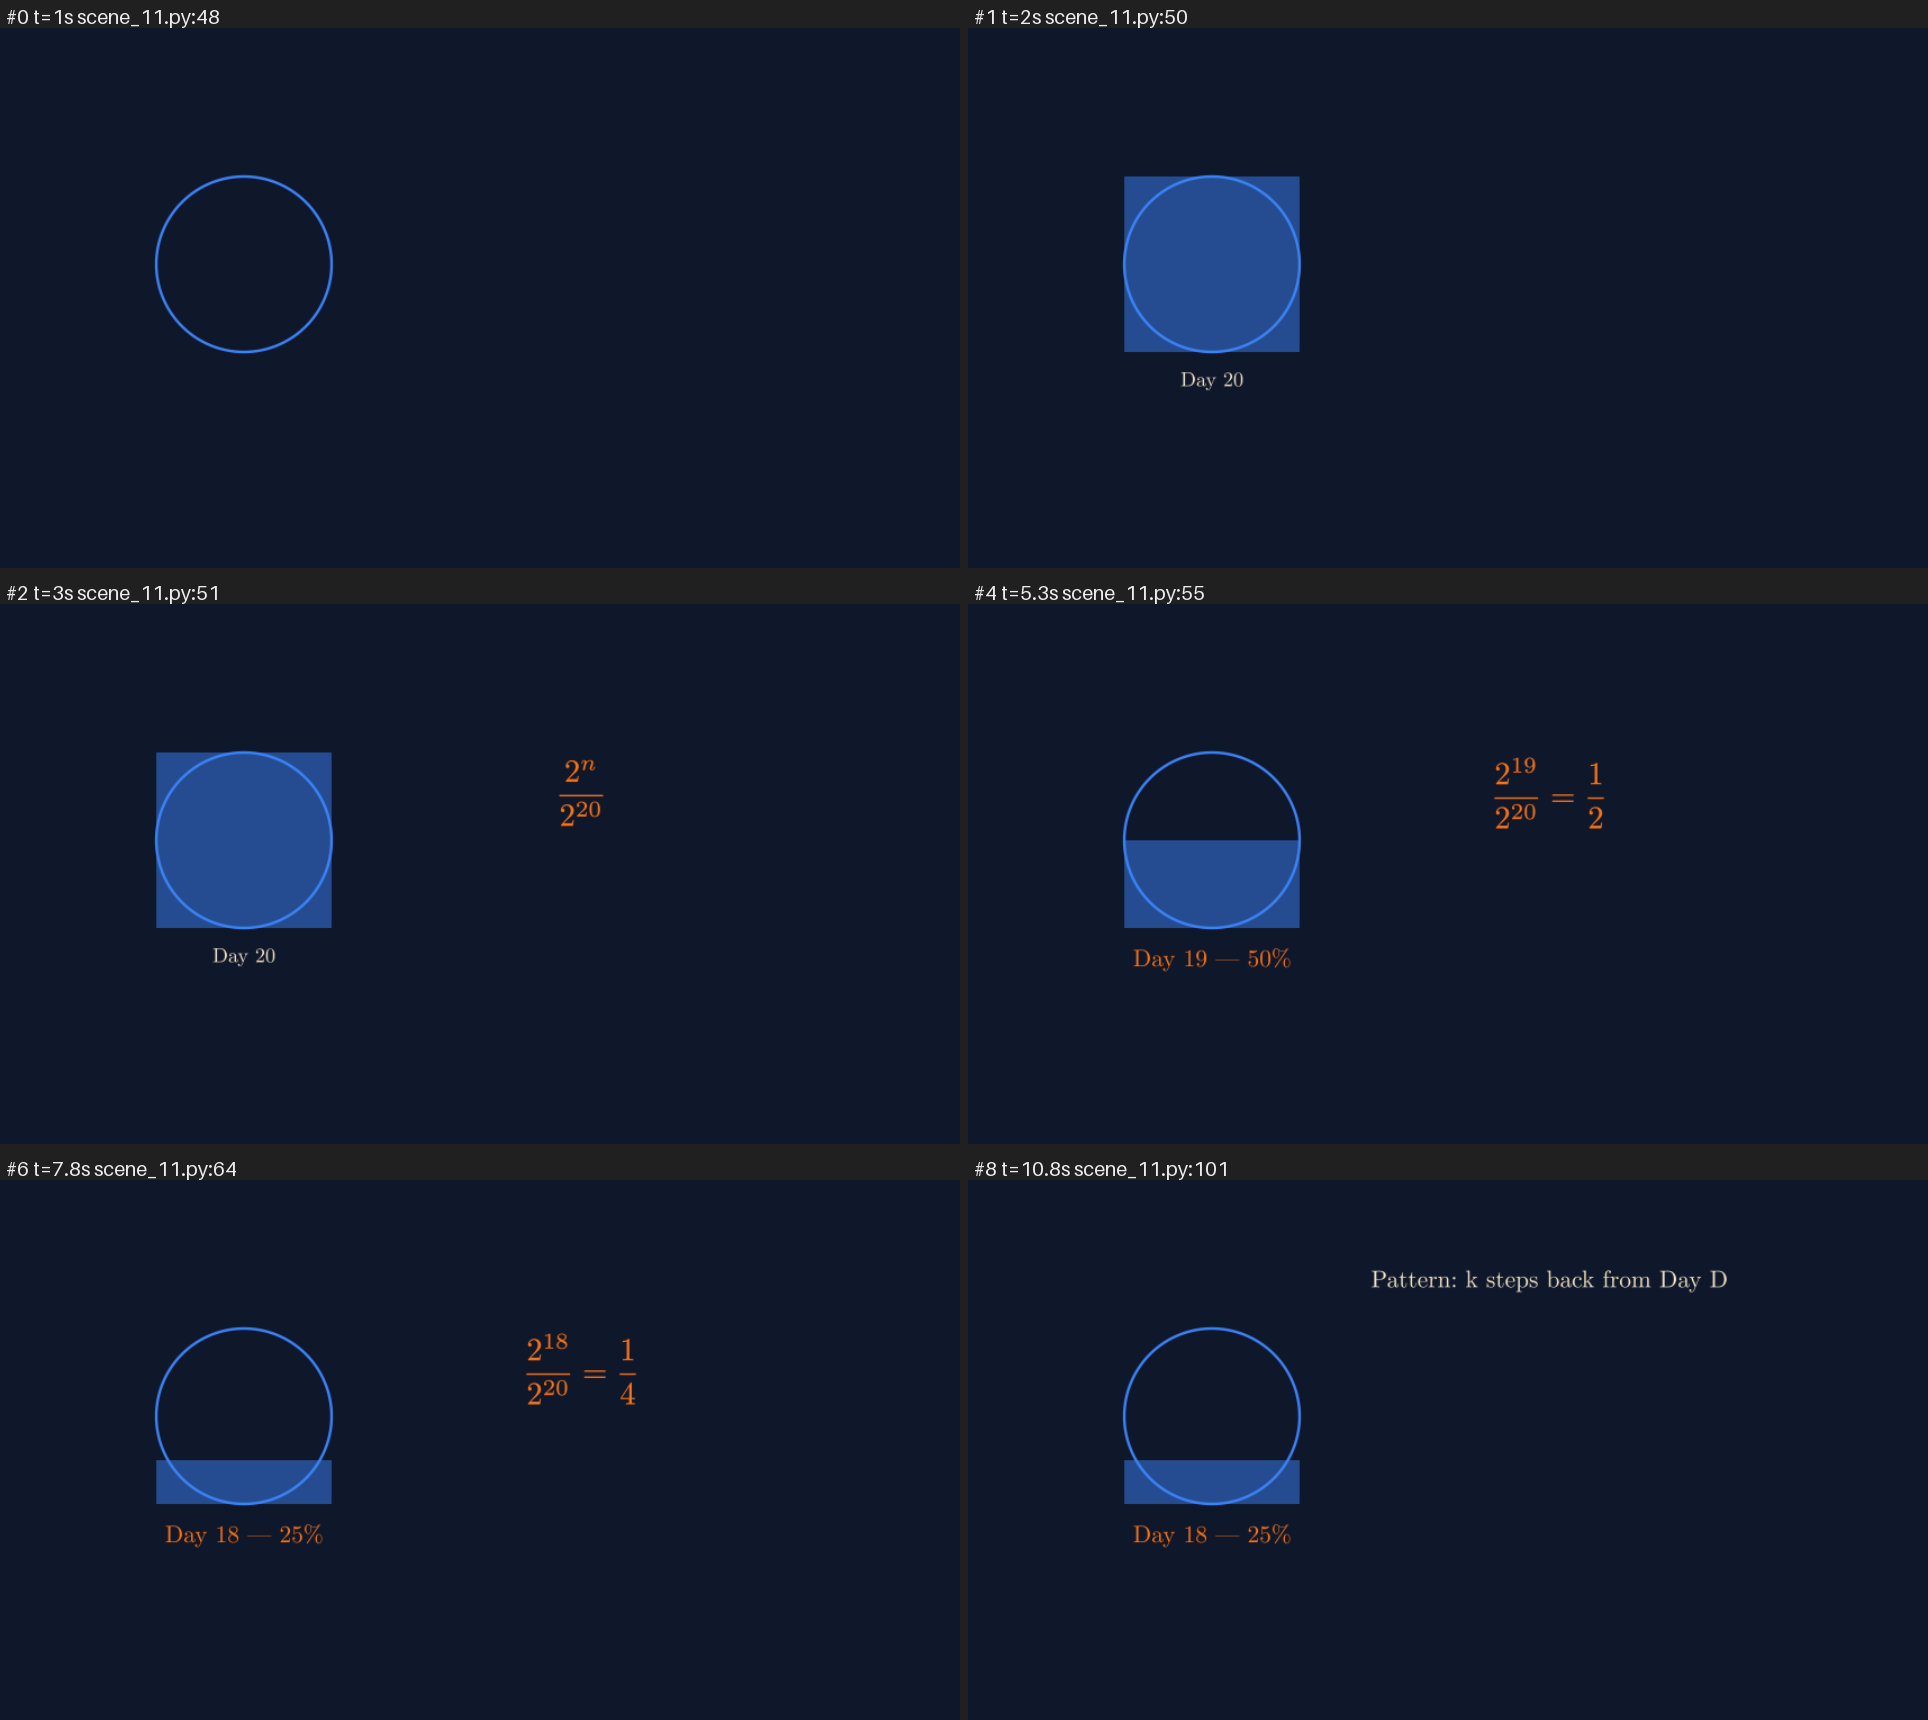 #0 t=1s scene_11.py:48
#1 t=2s scene_11.py:50
Day 20
#2 t=3s scene_11.py:51
2^n
2^20
Day 20
#4 t=5.3s scene_11.py:55
2^19 / 2^20 = 1 / 2
Day 19 — 50%
#6 t=7.8s scene_11.py:64
2^18 / 2^20 = 1 / 4
Day 18 — 25%
#8 t=10.8s scene_11.py:101
Pattern: k steps back from Day D
Day 18 — 25%